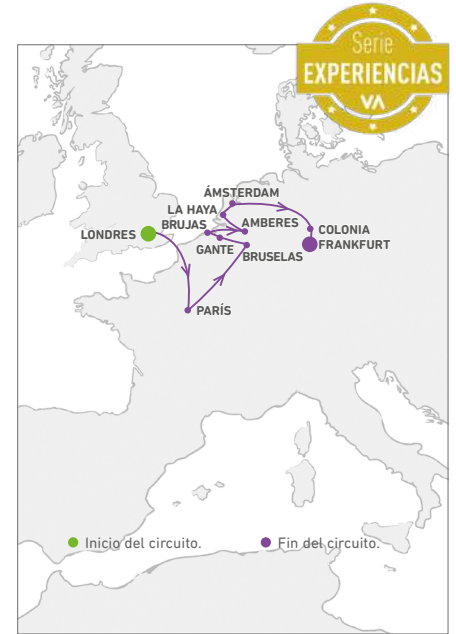 Serie
EXPERIENCIAS
VA
ÁMSTERDAM
LA HAYA
BRUJAS
AMBERES
COLONIA
LONDRES
FRANKFURT
GANTE
BRUSELAS
PARÍS
Inicio del circuito.
Fin del circuito.